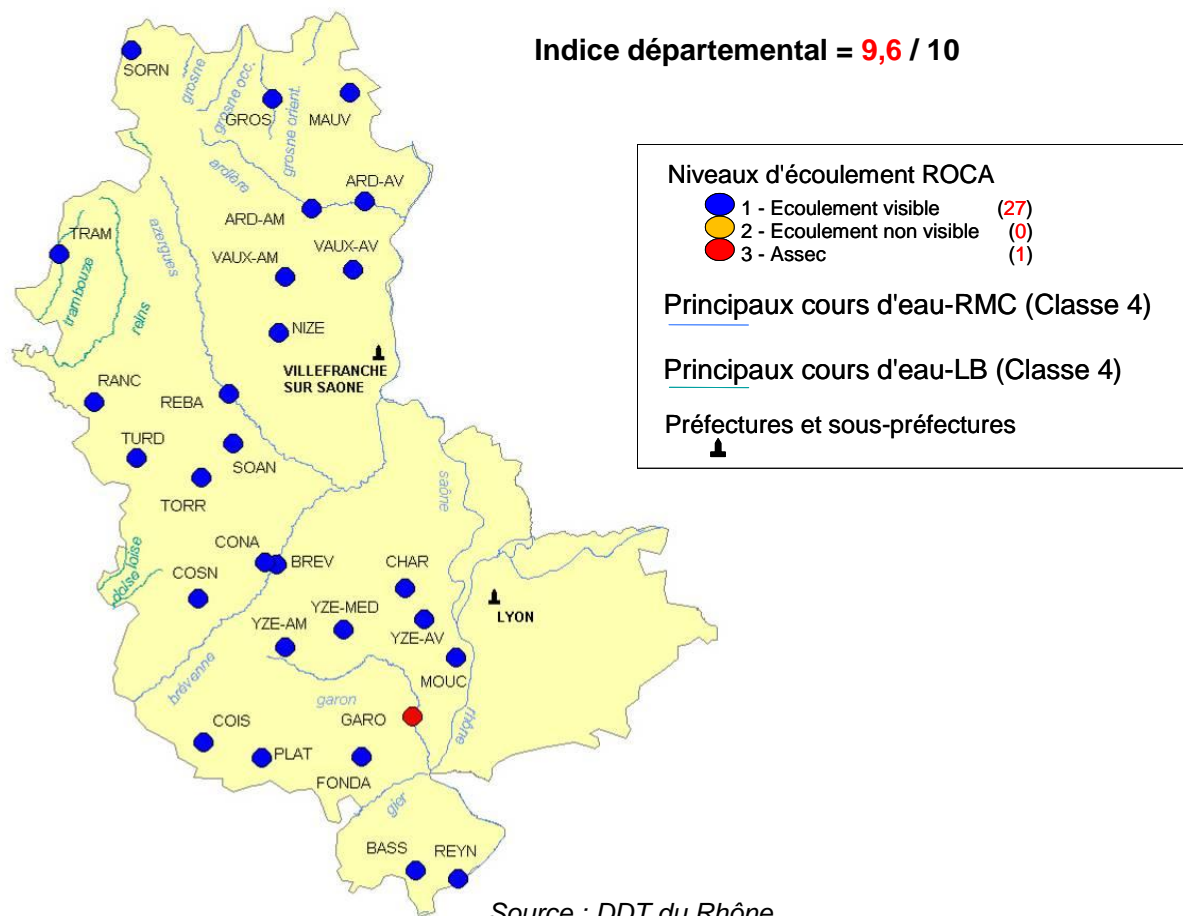 Indice départemental = 9,6 / 10
SORN
grosne
grosne occ.
grosne orient.
GROS
MAUV
ardière
ARD-AV
ARD-AM
TRAM
azergues
VAUX-AM
VAUX-AV
trambouze
reins
NIZE
VILLEFRANCHE
SUR SAONE
RANC
REBA
TURD
SOAN
TORR
saône
CONA
BREV
CHAR
loise
doise
COSN
LYON
YZE-MED
YZE-AM
YZE-AV
MOUC
brévenne
garon
rhône
COIS
GARO
PLAT
FONDA
gier
BASS
REYN
Niveaux d'écoulement ROCA
1 - Ecoulement visible (27)
2 - Ecoulement non visible (0)
3 - Assec (1)
Principaux cours d'eau-RMC (Classe 4)
Principaux cours d'eau-LB (Classe 4)
Préfectures et sous-préfectures
Source : DDT du Rhône